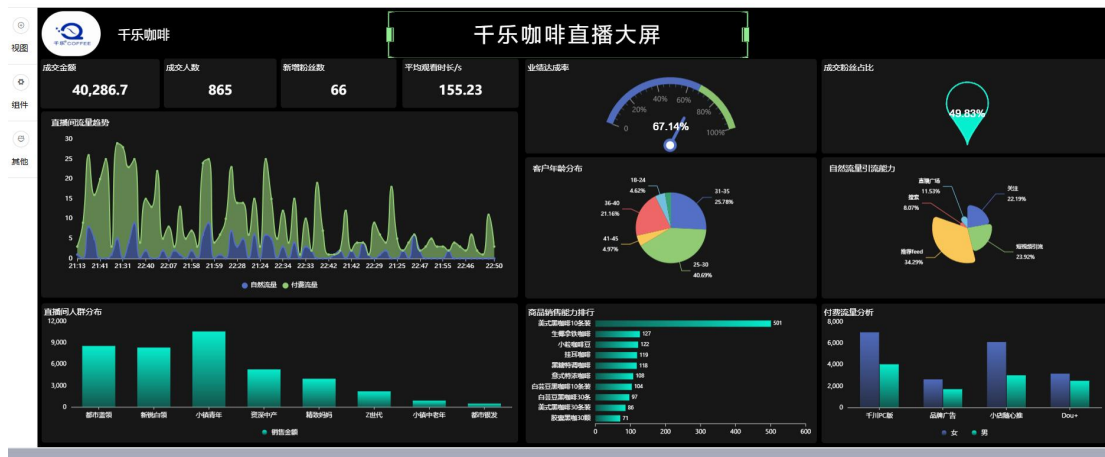 视图
组件
其他
千乐咖啡
千乐咖啡直播大屏
成交金额
40,286.7
成交人数
865
新增粉丝数
66
平均观看时长/s
155.23
业绩达成率
0
20%
40%
60%
80%
100%
67.14%
成交粉丝占比
49.83%
直播间流量趋势
30
25
20
15
10
5
0
21:13 21:41 21:31 22:40 22:07 21:58 21:59 22:28 21:24 22:34 22:33 22:42 21:42 22:29 21:25 22:47 21:55 22:46 22:50
自然流量 付费流量
客户年龄分布
18-24
4.62%
31-35
25.78%
36-40
21.16%
41-45
4.97%
25-30
40.69%
自然流量引流能力
直播广场
11.53%
关注
22.19%
搜索
8.07%
推荐feed
34.29%
短视频引流
23.92%
直播间人群分布
12,000
9,000
6,000
3,000
0
都市蓝领 新锐白领 小镇青年 资深中产 精致妈妈 Z世代 小镇中老年 都市银发
销售金额
商品销售能力排行
美式黑咖啡10条装 501
生椰拿铁咖啡 127
小粒咖啡豆 122
挂耳咖啡 119
118
意式特浓咖啡 108
白芸豆黑咖啡10条装 104
白芸豆黑咖啡30条 97
美式黑咖啡30条装 86
胶囊黑咖30颗 71
0 100 200 300 400 500 600
付费流量分析
8,000
6,000
4,000
2,000
0
千川PC版 品牌广告 小店随心推 Dou+
女 男